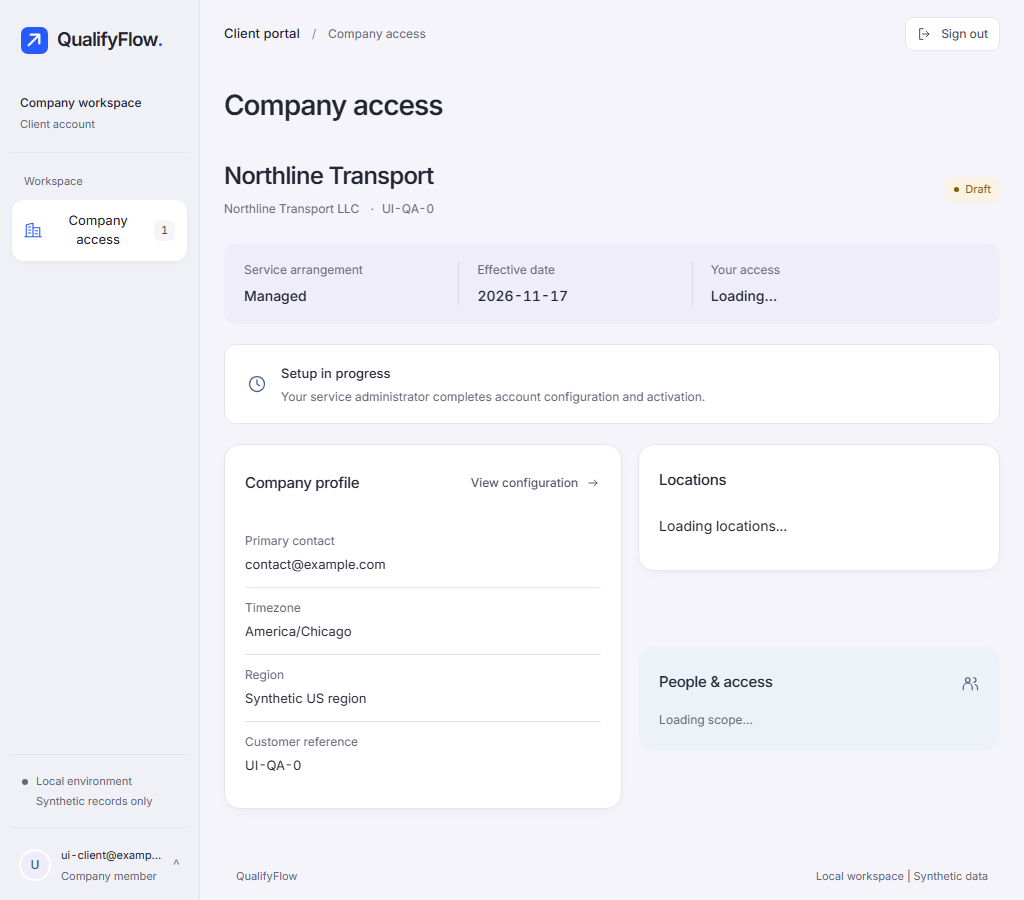 QualifyFlow.
Client portal / Company access
Sign out
Company workspace
Client account
Workspace
Company access
1
Company access
Northline Transport
Northline Transport LLC · UI-QA-0
Draft
Service arrangement
Managed
Effective date
2026-11-17
Your access
Loading...
Setup in progress
Your service administrator completes account configuration and activation.
Company profile
View configuration →
Primary contact
contact@example.com
Timezone
America/Chicago
Region
Synthetic US region
Customer reference
UI-QA-0
Locations
Loading locations...
People & access
Loading scope...
Local environment
Synthetic records only
U
ui-client@examp...
Company member
^
QualifyFlow
Local workspace | Synthetic data